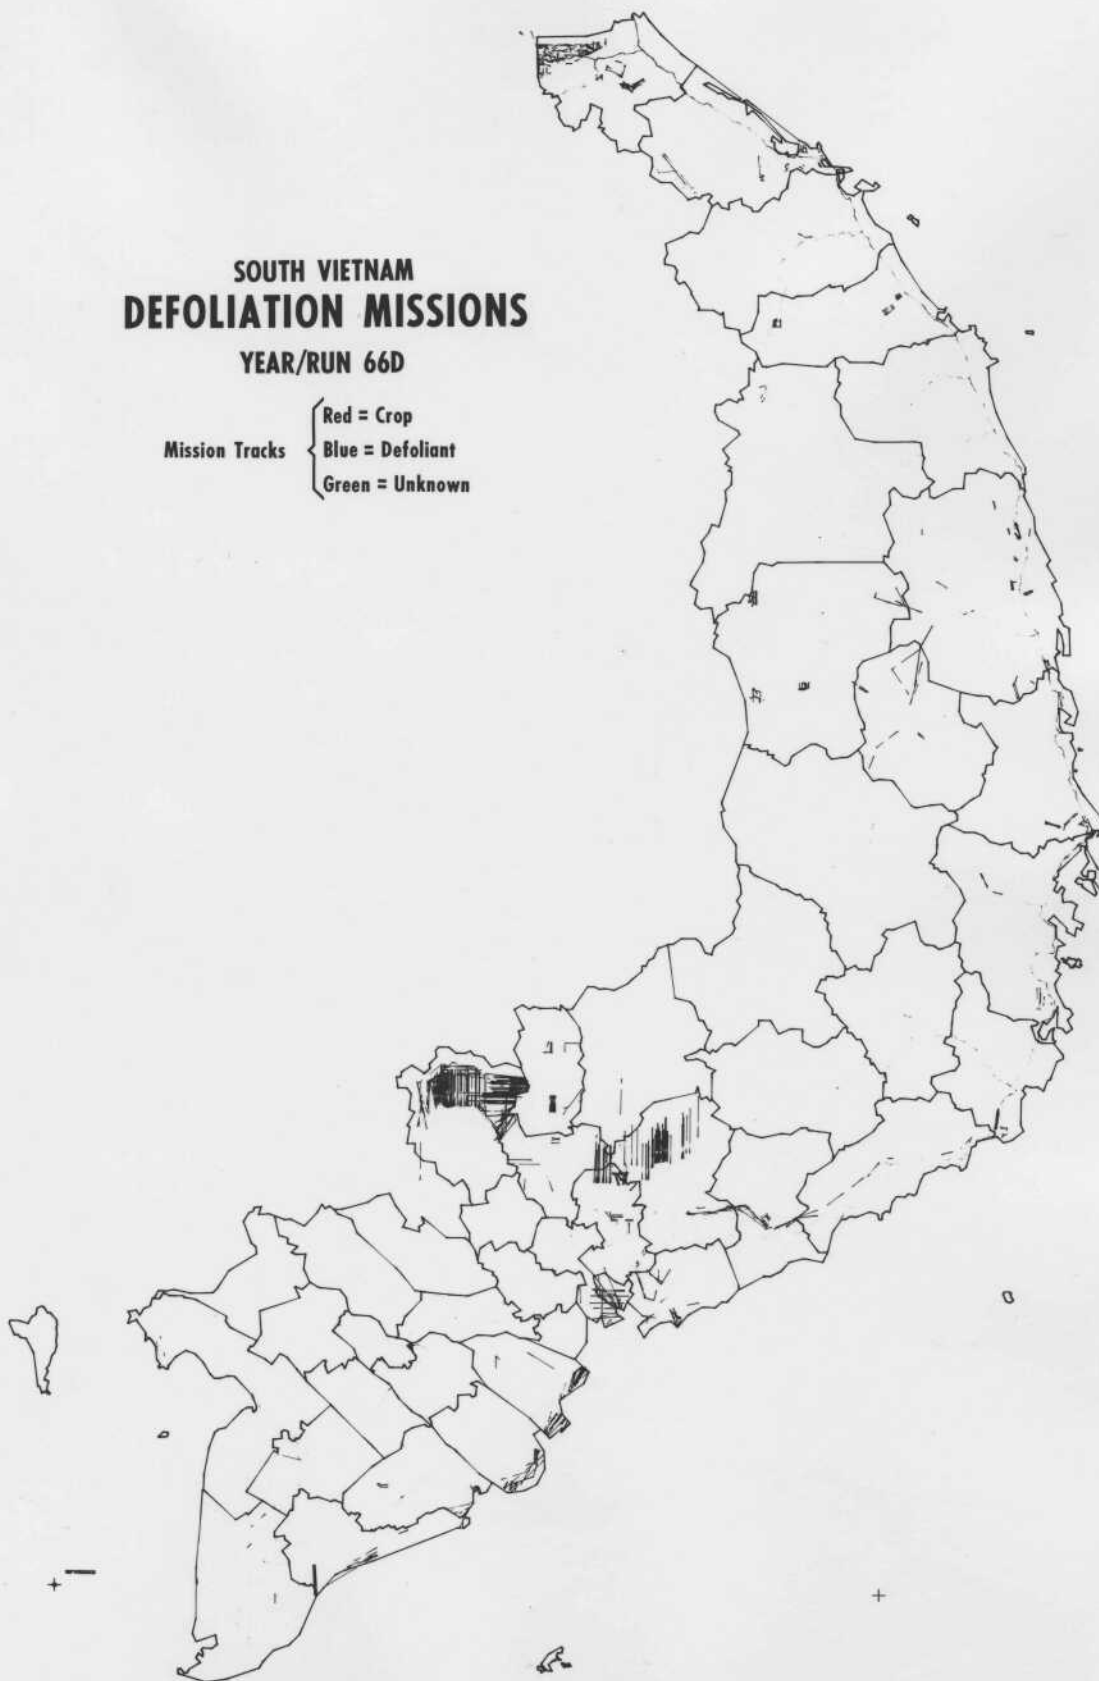 SOUTH VIETNAM
DEFOLIATION MISSIONS
YEAR/RUN 66D
Mission Tracks
Red = Crop
Blue = Defoliant
Green = Unknown